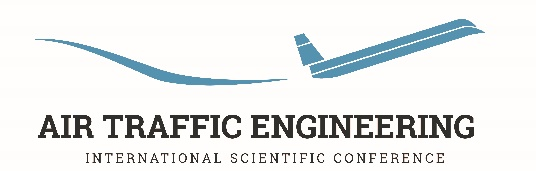 AIR TRAFFIC ENGINEERING
INTERNATIONAL SCIENTIFIC CONFERENCE